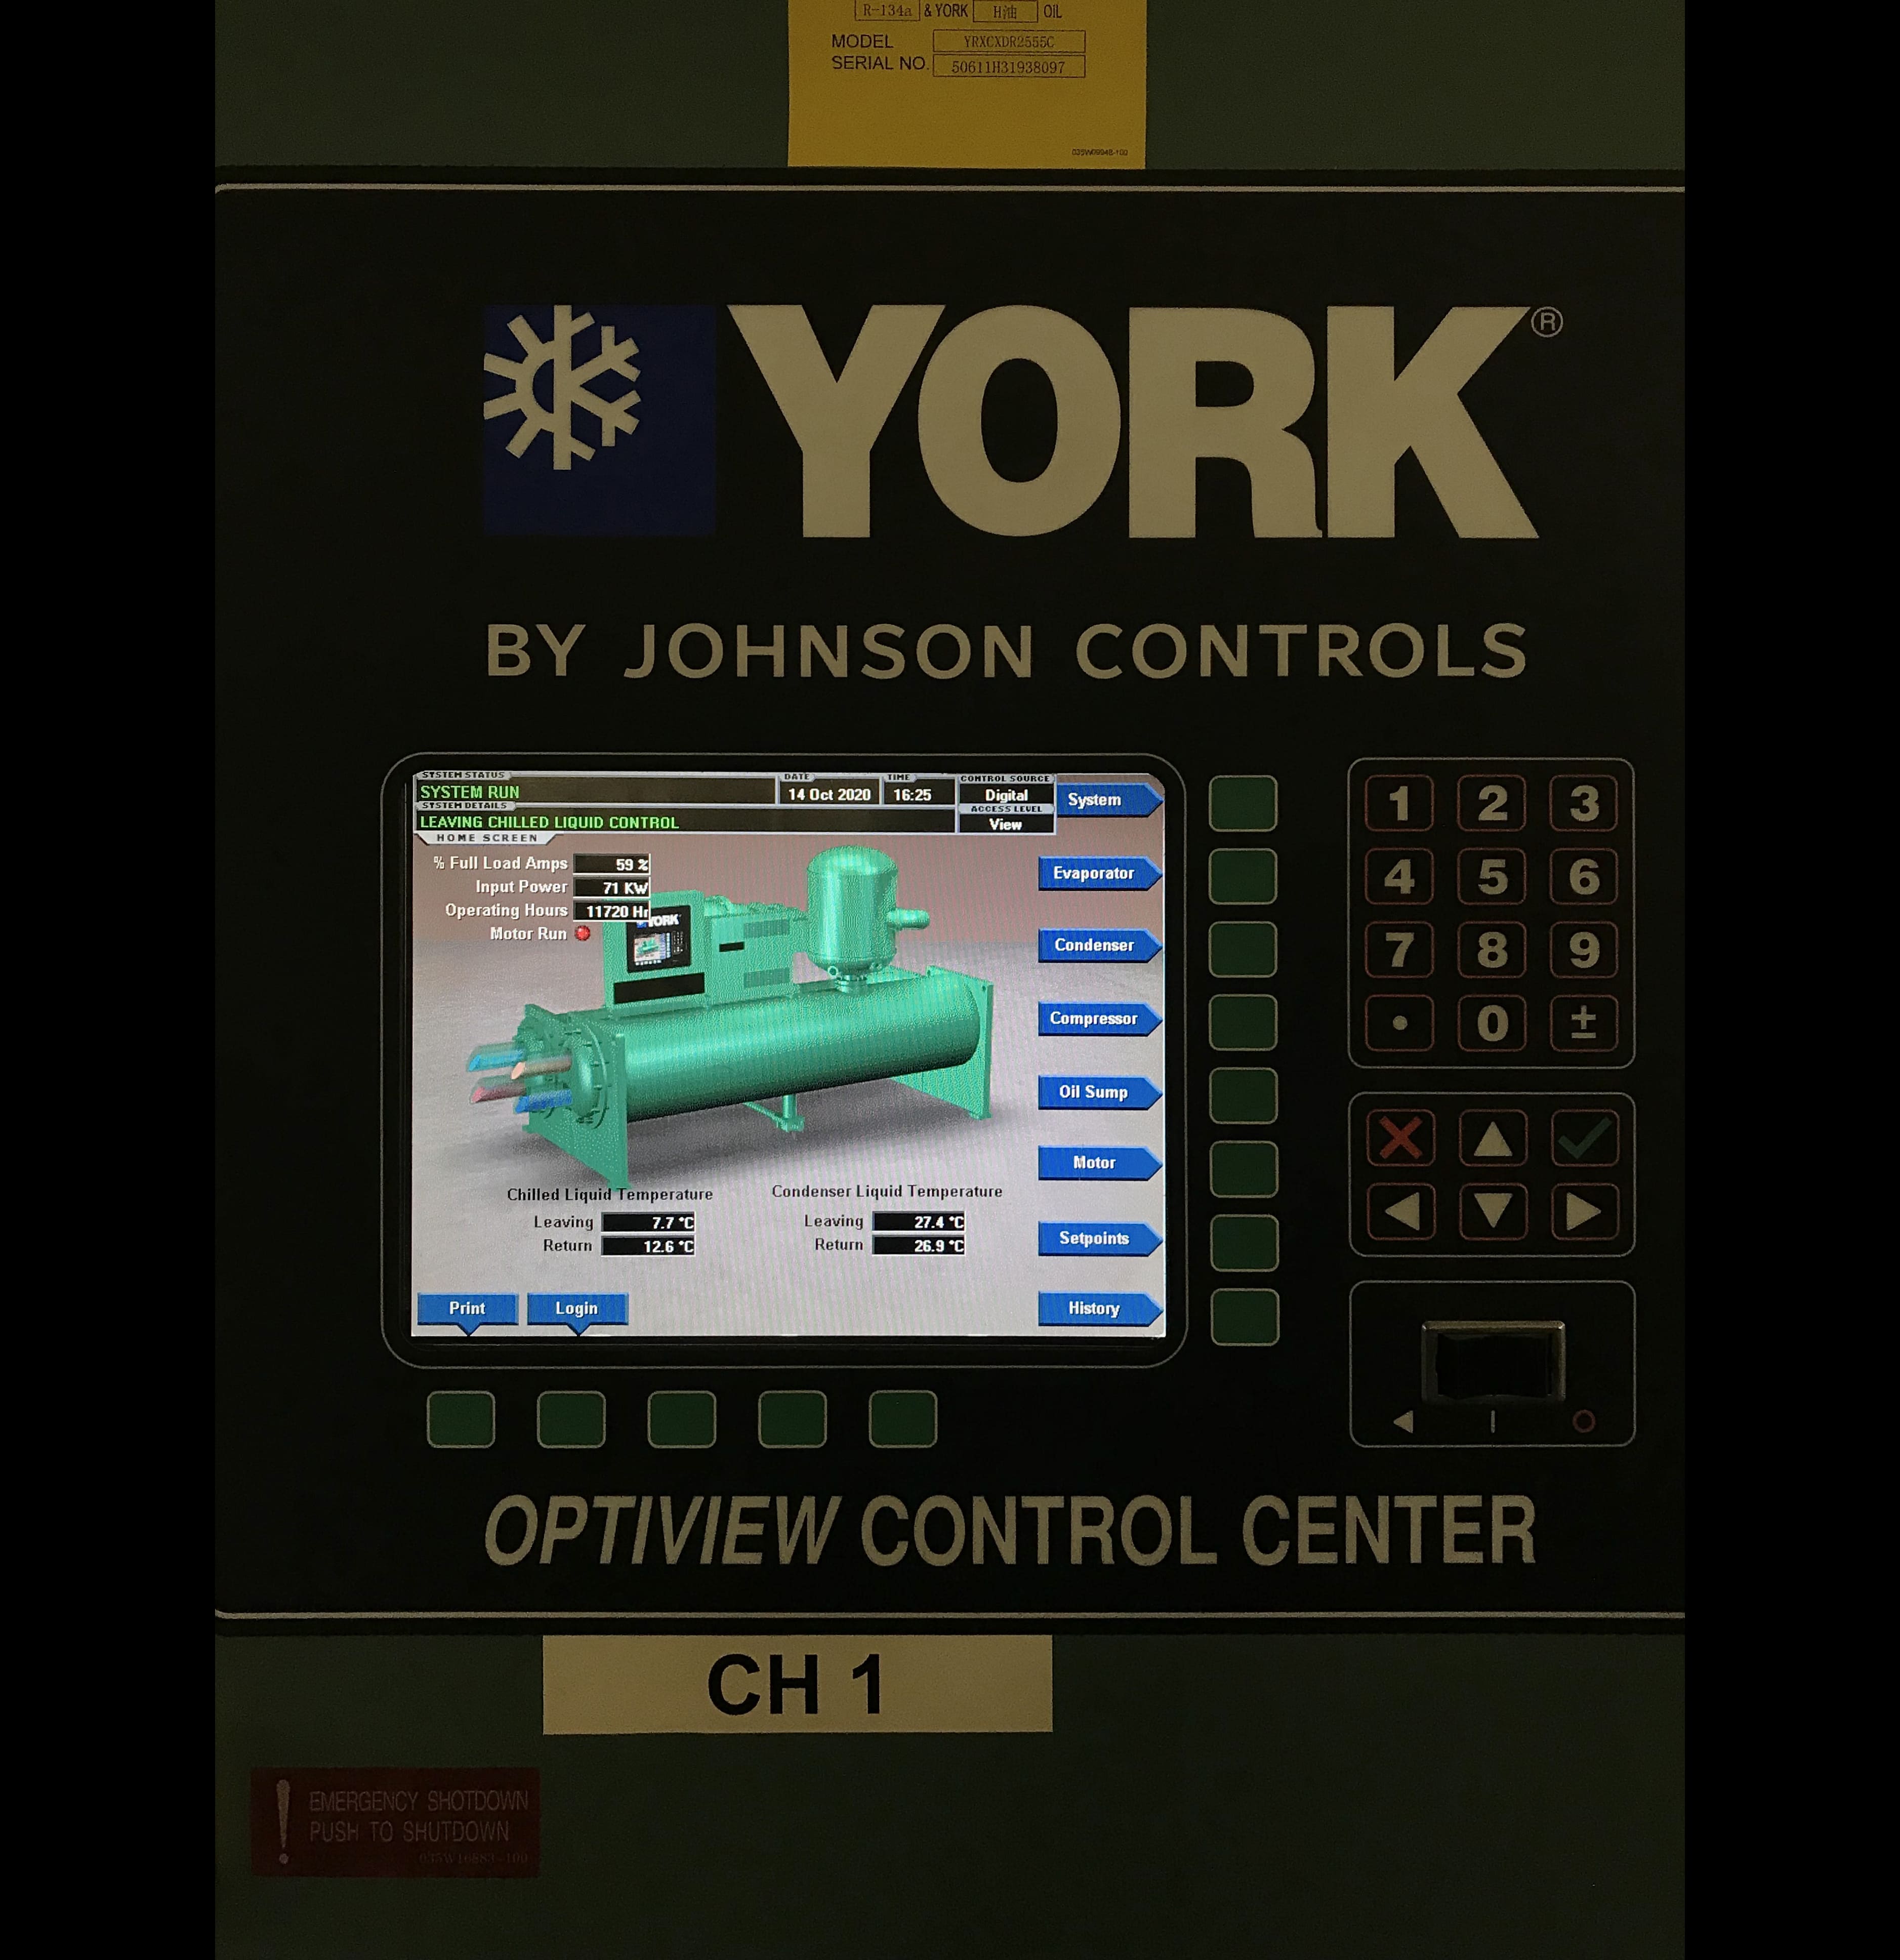 R-134a & YORK H油 OIL
MODEL YRXCXDR2555C
SERIAL NO. 50611H31938097
035W09948-100
YORK®
BY JOHNSON CONTROLS
SYSTEM STATUS
SYSTEM RUN
SYSTEM DETAILS
LEAVING CHILLED LIQUID CONTROL
DATE
14 Oct 2020
TIME
16:25
CONTROL SOURCE
Digital
ACCESS LEVEL
View
HOME SCREEN
% Full Load Amps 59 %
Input Power 71 KW
Operating Hours 11720 Hr
Motor Run
YORK
System
Evaporator
Condenser
Compressor
Oil Sump
Motor
Setpoints
History
Chilled Liquid Temperature
Leaving 7.7 °C
Return 12.6 °C
Condenser Liquid Temperature
Leaving 27.4 °C
Return 26.9 °C
Print Login
1 2 3
4 5 6
7 8 9
• 0 ±
OPTIVIEW CONTROL CENTER
CH 1
! EMERGENCY SHOTDOWN
PUSH TO SHUTDOWN